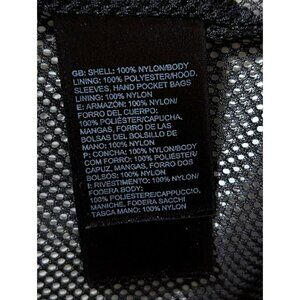 GB: SHELL: 100% NYLON/BODY
LINING: 100% POLYESTER/HOOD,
SLEEVES, HAND POCKET BAGS
LINING: 100% NYLON
E: ARMAZÓN: 100% NYLON/
FORRO DEL CUERPO:
100% POLIÉSTER/CAPUCHA,
MANGAS, FORRO DE LAS
BOLSAS DEL BOLSILLO DE
MANO: 100% NYLON
P: CONCHA: 100% NYLON/BODY
COM FORRO: 100% POLIÉSTER/
CAPUZ, MANGAS, FORRO DOS
BOLSOS: 100% NYLON
I: RIVESTIMENTO: 100% NYLON/
FODERA BODY:
100% POLIESTERE/CAPPUCCIO,
MANICHE, FODERA SACCHI
TASCA MANO: 100% NYLON